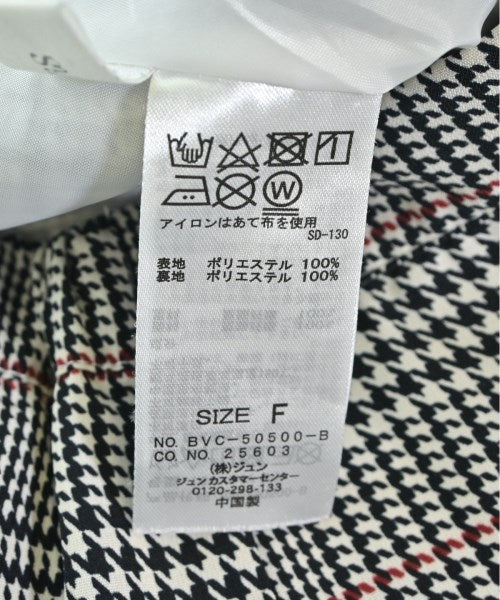 W
アイロンはあて布を使用
SD-130
表地 ポリエステル 100%
裏地 ポリエステル 100%
SIZE F
NO. BVC-50500-B
CO. NO. 25603
(株)ジュン
ジュン カスタマーセンター
0120-298-133
中国製